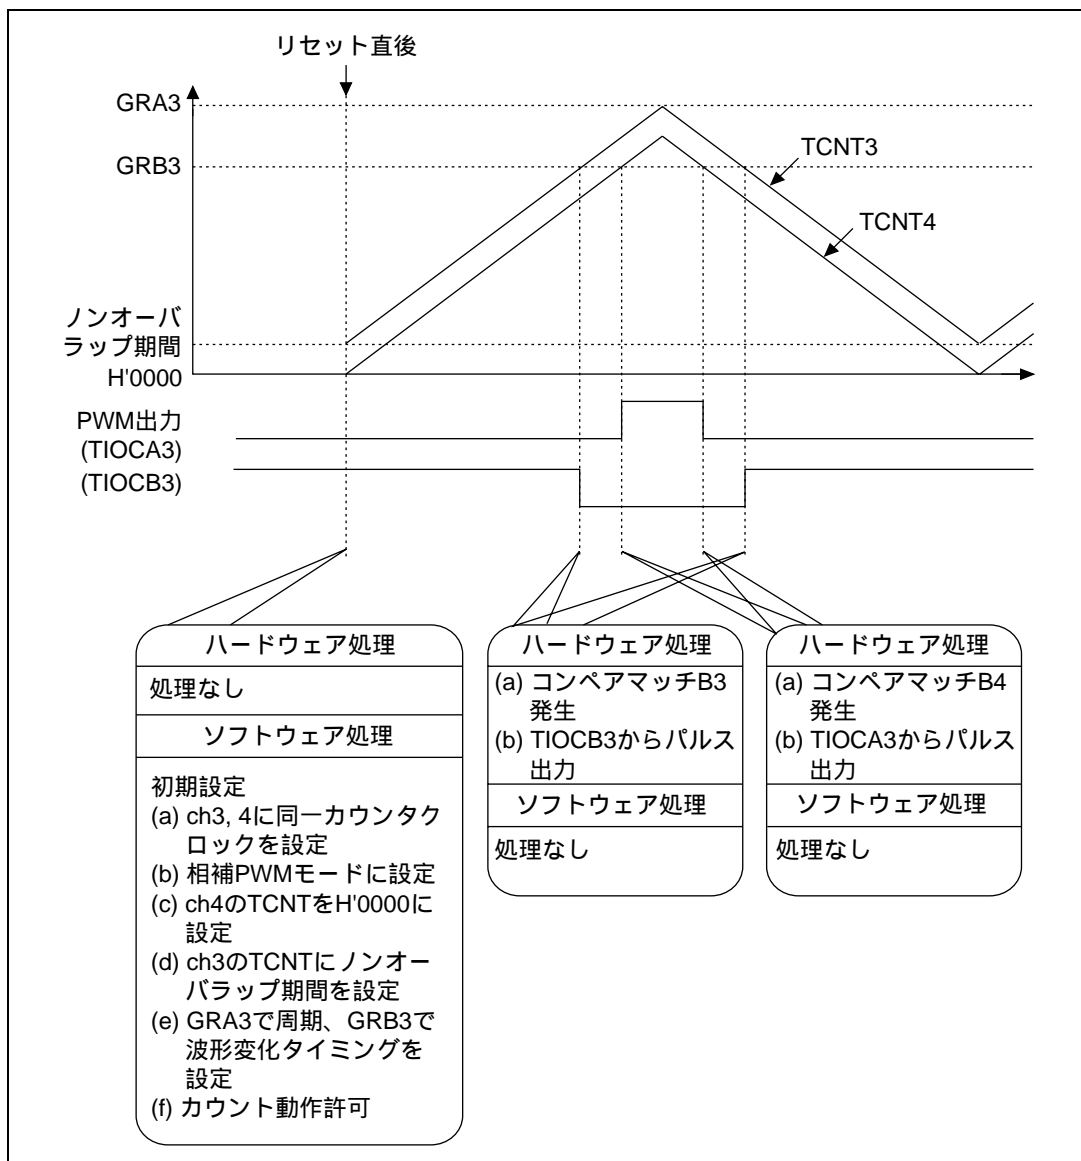 リセット直後
GRA3
GRB3
TCNT3
TCNT4
ノンオーバ
ラップ期間
H'0000
PWM出力
(TIOCA3)
(TIOCB3)
ハードウェア処理
処理なし
ソフトウェア処理
初期設定
(a) ch3, 4に同一カウンタク
ロックを設定
(b) 相補PWMモードに設定
(c) ch4のTCNTをH'0000に
設定
(d) ch3のTCNTにノンオー
バラップ期間を設定
(e) GRA3で周期、GRB3で
波形変化タイミングを
設定
(f) カウント動作許可
ハードウェア処理
(a) コンペアマッチB3
発生
(b) TIOCB3からパルス
出力
ソフトウェア処理
処理なし
ハードウェア処理
(a) コンペアマッチB4
発生
(b) TIOCA3からパルス
出力
ソフトウェア処理
処理なし